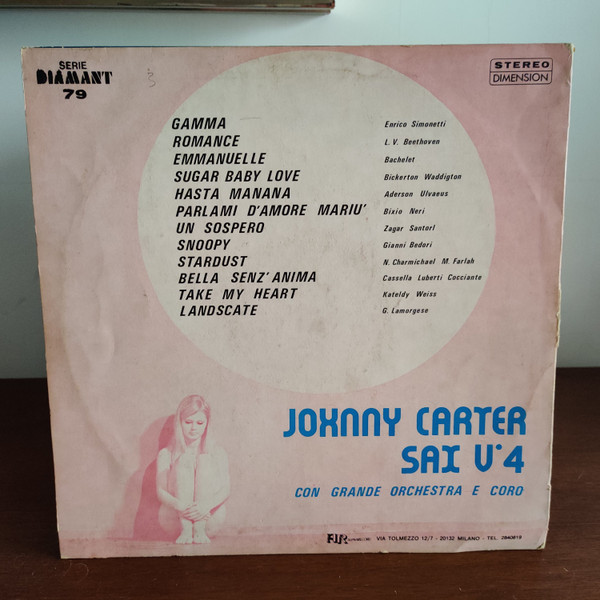 SERIE
DIAMANT
79
STEREO
DIMENSION
GAMMA Enrico Simonetti
ROMANCE L. V. Beethoven
EMMANUELLE Bachelet
SUGAR BABY LOVE Bickerton Waddigton
HASTA MANANA Aderson Ulvaeus
PARLAMI D'AMORE MARIU' Bixio Neri
UN SOSPERO Zagar Santorl
SNOOPY Gianni Bedori
STARDUST N. Charmichael M. Farlah
BELLA SENZ'ANIMA Cassella Luberti Cocciante
TAKE MY HEART Kateldy Weiss
LANDSCATE G. Lamorgese
JOHNNY CARTER
SAX V°4
CON GRANDE ORCHESTRA E CORO
VIA TOLMEZZO 12/7 - 20132 MILANO - TEL. 2840813